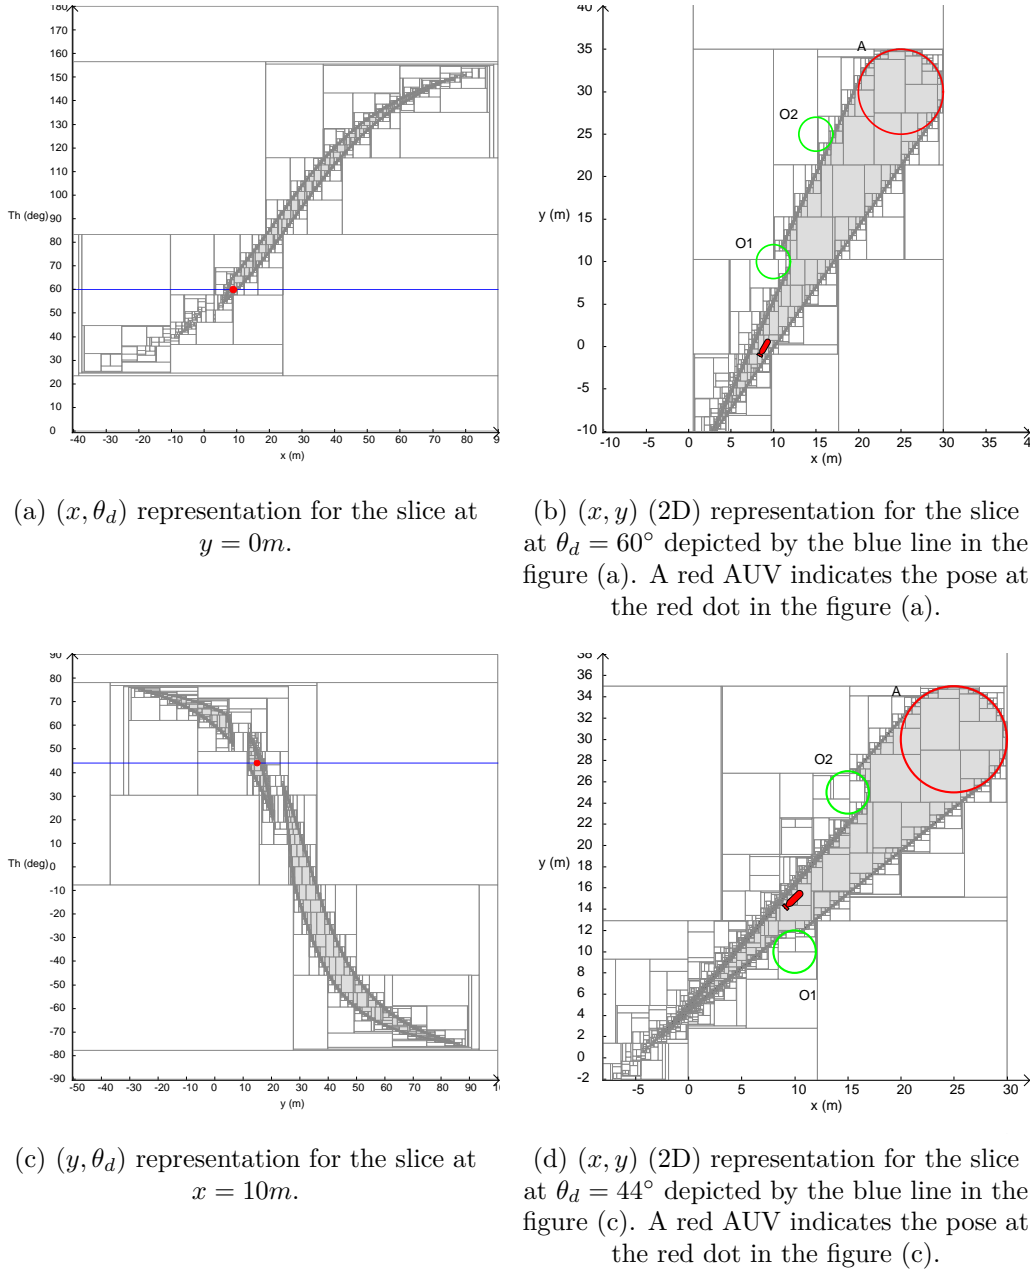 180
170
160
150
140
130
120
110
100
Th (deg)90
80
70
60
50
40
30
20
10
0
-40 -30 -20 -10 0 10 20 30 40 50 60 70 80 9
x (m)
40
35
30
25
20
y (m)
15
10
5
0
-5
-10
-10 -5 0 5 10 15 20 25 30 35 4
x (m)
A
O2
O1
(a) (x, θd) representation for the slice at
y = 0m.
(b) (x, y) (2D) representation for the slice
at θd = 60° depicted by the blue line in the
figure (a). A red AUV indicates the pose at
the red dot in the figure (a).
90
80
70
60
50
40
30
20
10
Th (deg)0
-10
-20
-30
-40
-50
-60
-70
-80
-90
-50 -40 -30 -20 -10 0 10 20 30 40 50 60 70 80 90 10
y (m)
38
36
34
32
30
28
26
24
22
20
y (m)
18
16
14
12
10
8
6
4
2
0
-2
-5 0 5 10 15 20 25 30
x (m)
A
O2
O1
(c) (y, θd) representation for the slice at
x = 10m.
(d) (x, y) (2D) representation for the slice
at θd = 44° depicted by the blue line in the
figure (c). A red AUV indicates the pose at
the red dot in the figure (c).